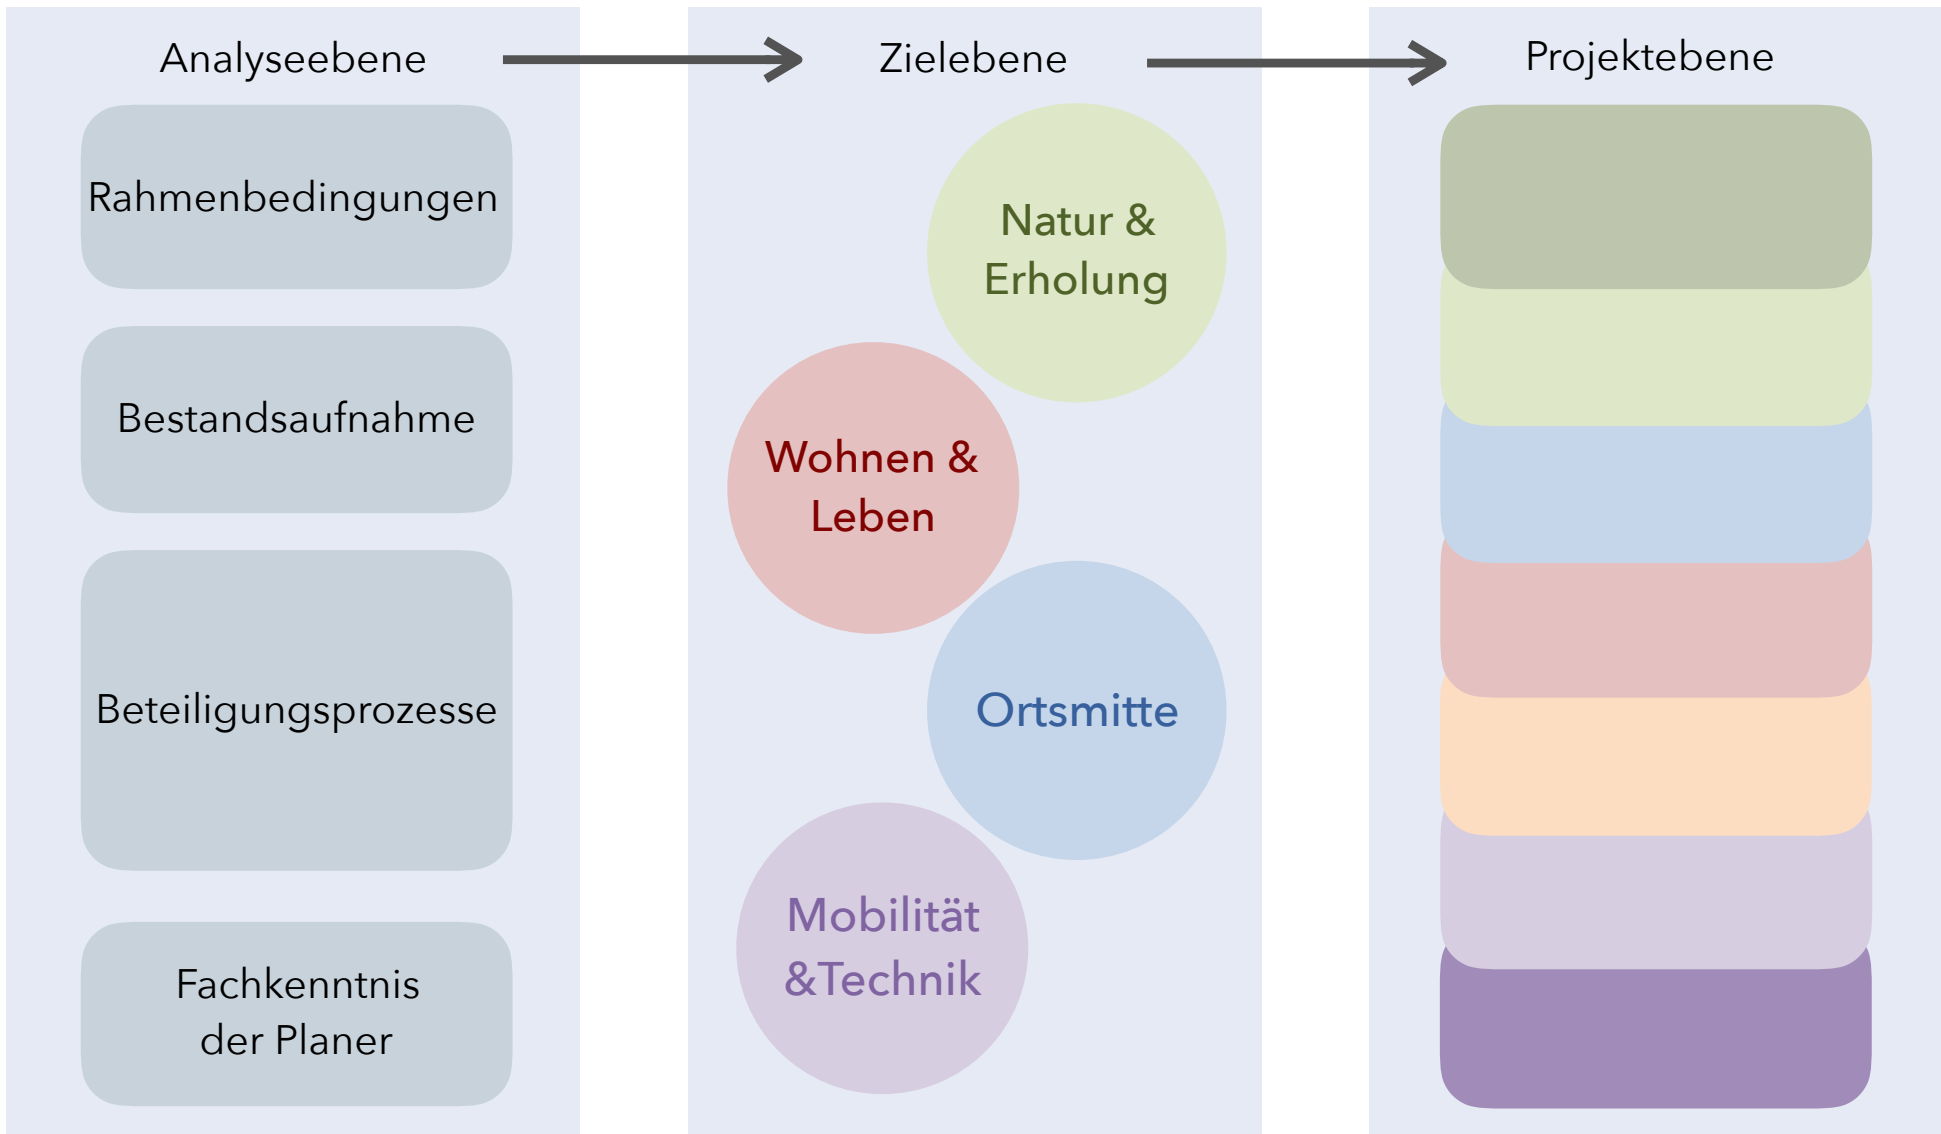 Analyseebene
Rahmenbedingungen
Bestandsaufnahme
Beteiligungsprozesse
Fachkenntnis
der Planer
Zielebene
Natur &
Erholung
Wohnen &
Leben
Ortsmitte
Mobilität
&Technik
Projektebene